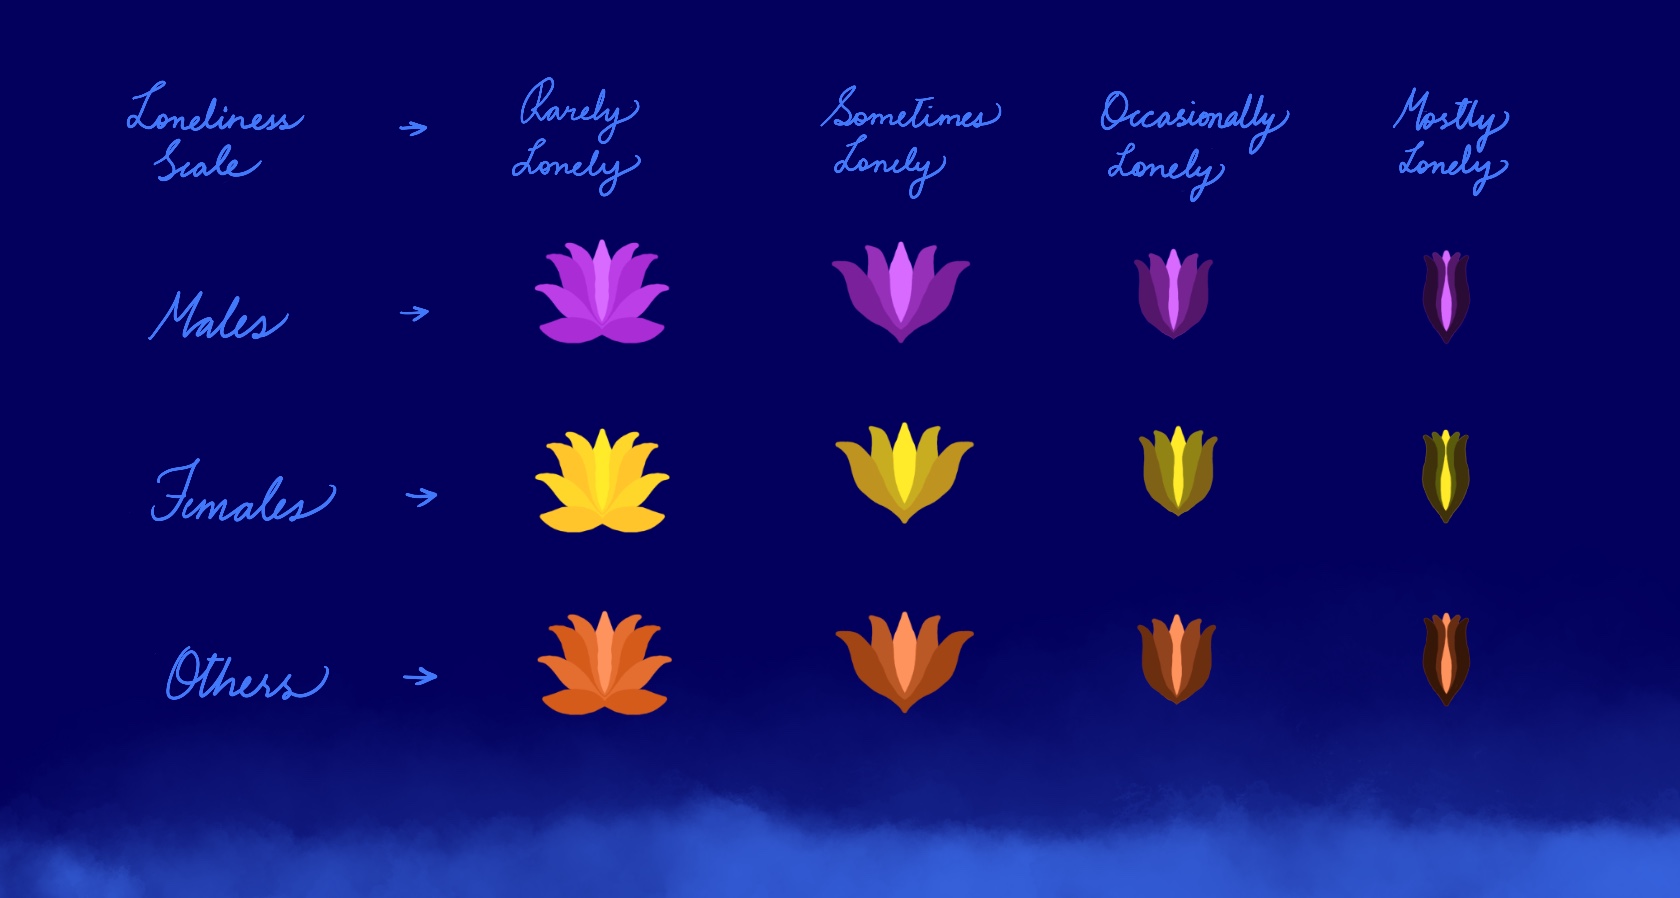 Loneliness Scale → Rarely Lonely Sometimes Lonely Occasionally Lonely Mostly Lonely
Males →
Females →
Others →